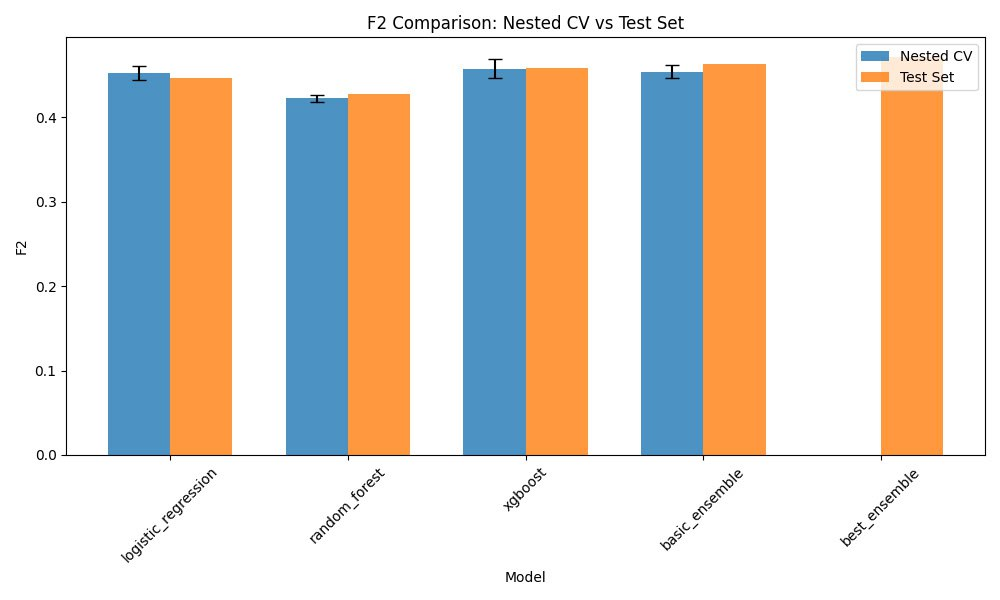 F2 Comparison: Nested CV vs Test Set
Nested CV
Test Set
F2
0.4
0.3
0.2
0.1
0.0
logistic_regression
random_forest
xgboost
basic_ensemble
best_ensemble
Model